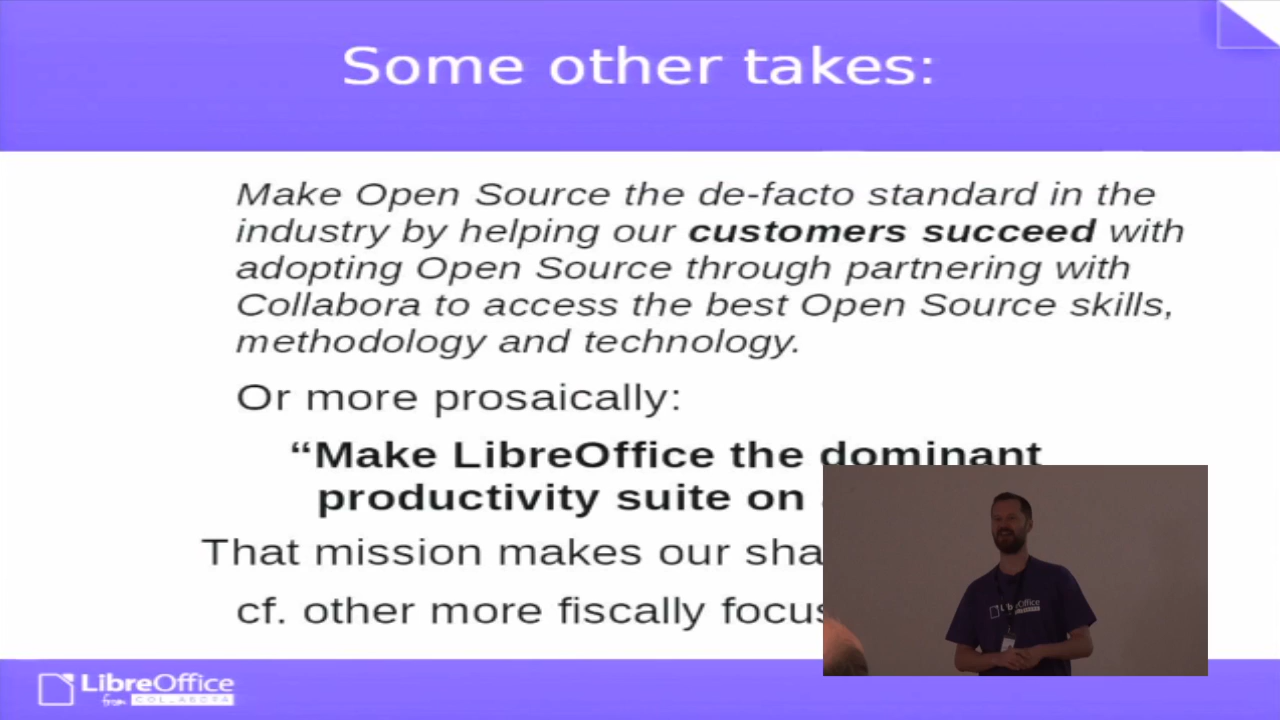 Some other takes:
Make Open Source the de-facto standard in the
industry by helping our customers succeed with
adopting Open Source through partnering with
Collabora to access the best Open Source skills,
methodology and technology.
Or more prosaically:
“Make LibreOffice the dominant
productivity suite on
That mission makes our
cf. other more fiscally
LibreOffice
from COLLABORA
LibreOffice